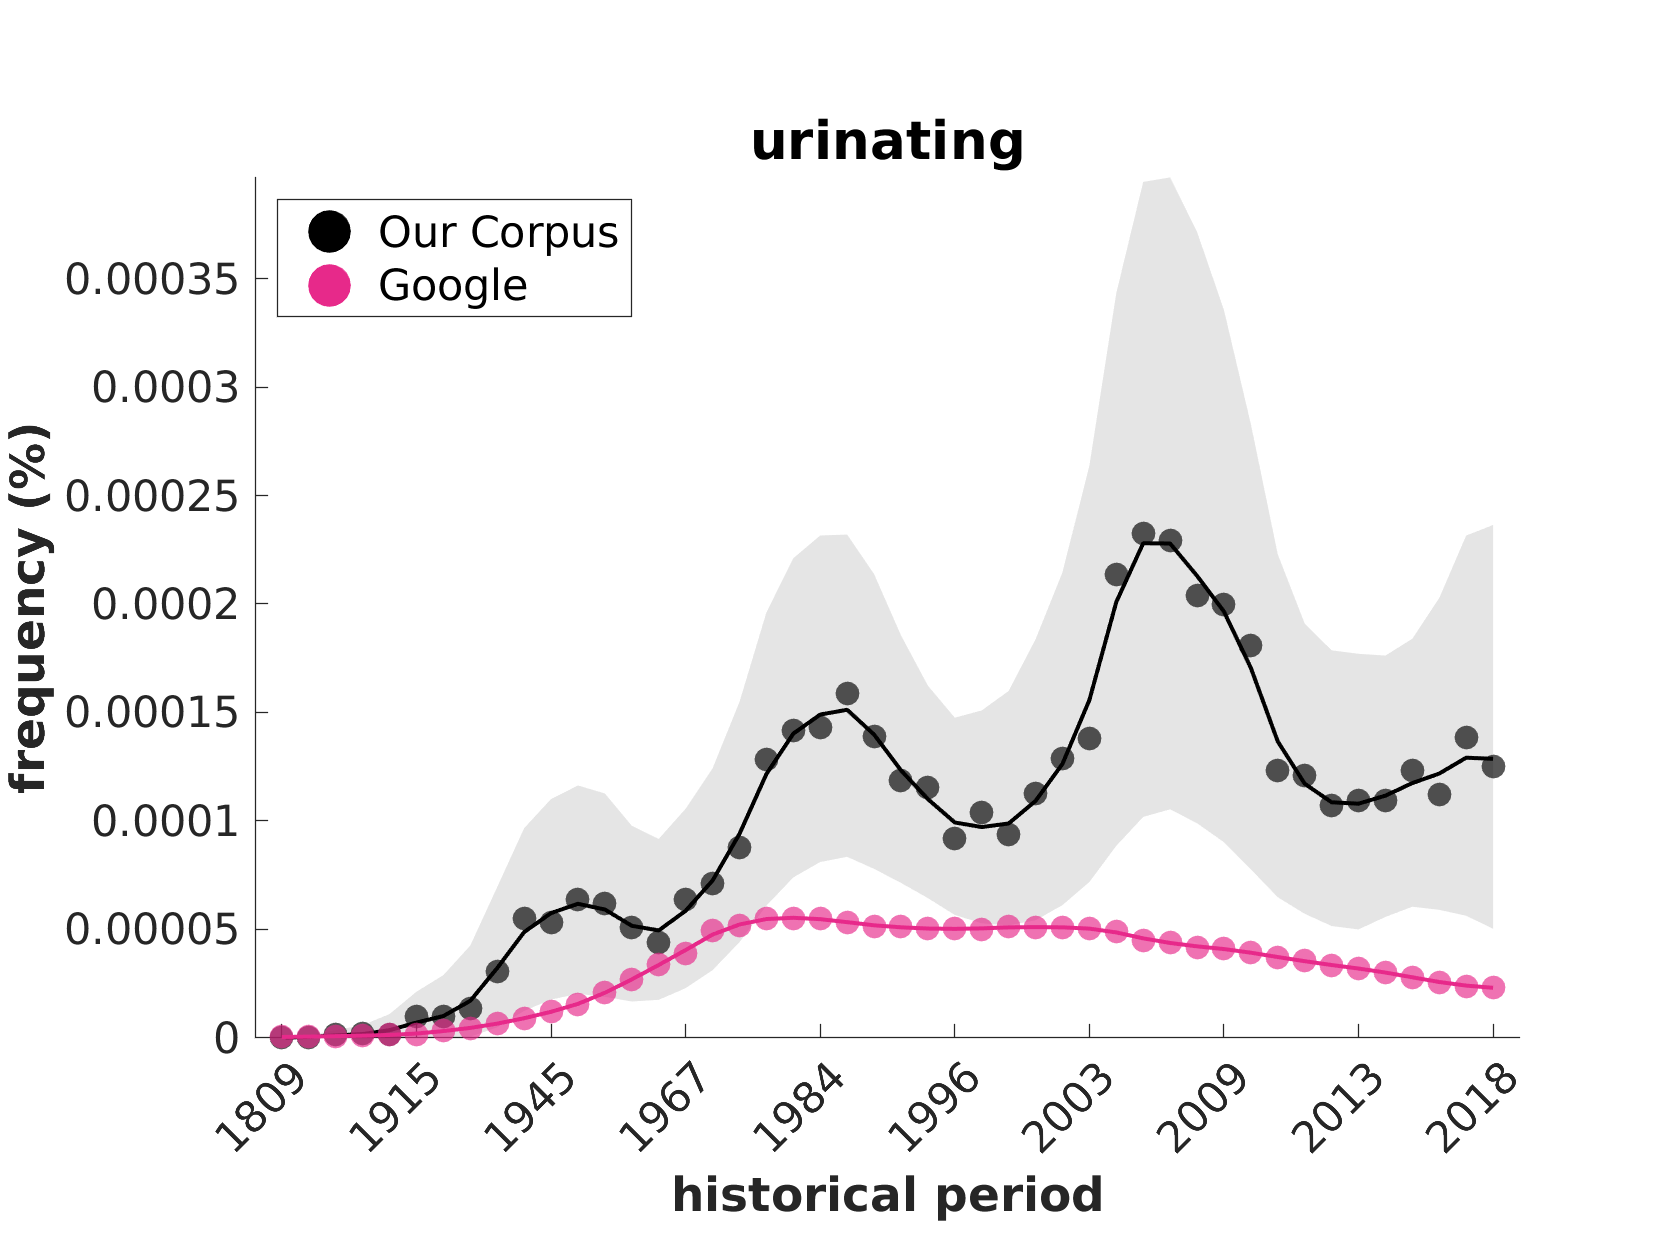 urinating
Our Corpus
Google
frequency (%)
0.00035
0.0003
0.00025
0.0002
0.00015
0.0001
0.00005
0
1809 1915 1945 1967 1984 1996 2003 2009 2013 2018
historical period